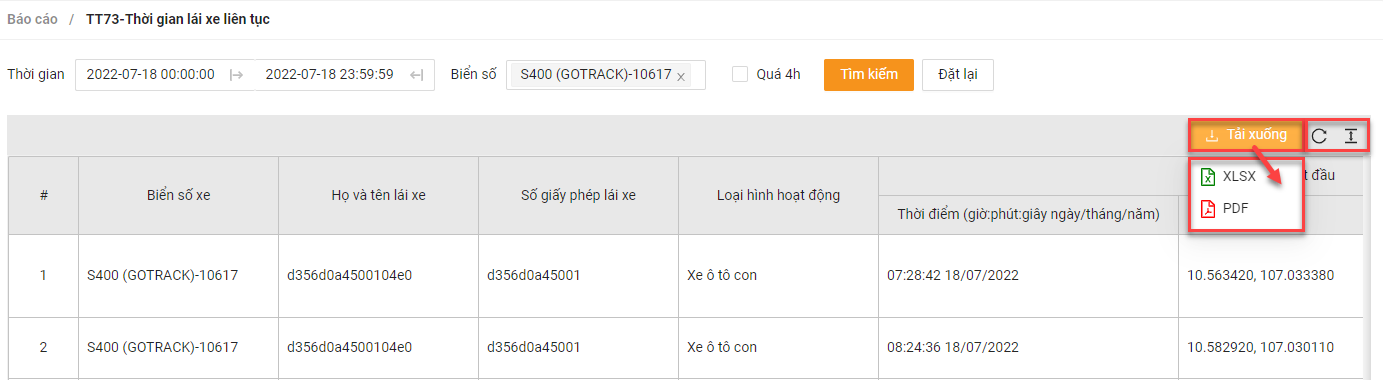 Báo cáo / TT73-Thời gian lái xe liên tục
Thời gian 2022-07-18 00:00:00 2022-07-18 23:59:59 Biển số S400 (GOTRACK)-10617 x Quá 4h Tìm kiếm Đặt lại
Tải xuống
XLSX
PDF
# Biển số xe Họ và tên lái xe Số giấy phép lái xe Loại hình hoạt động t đầu
Thời điểm (giờ:phút:giây ngày/tháng/năm)
1 S400 (GOTRACK)-10617 d356d0a4500104e0 d356d0a45001 Xe ô tô con 07:28:42 18/07/2022 10.563420, 107.033380
2 S400 (GOTRACK)-10617 d356d0a4500104e0 d356d0a45001 Xe ô tô con 08:24:36 18/07/2022 10.582920, 107.030110